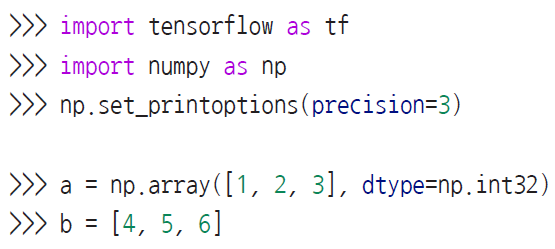 >>> import tensorflow as tf
>>> import numpy as np
>>> np.set_printoptions(precision=3)
>>> a = np.array([1, 2, 3], dtype=np.int32)
>>> b = [4, 5, 6]